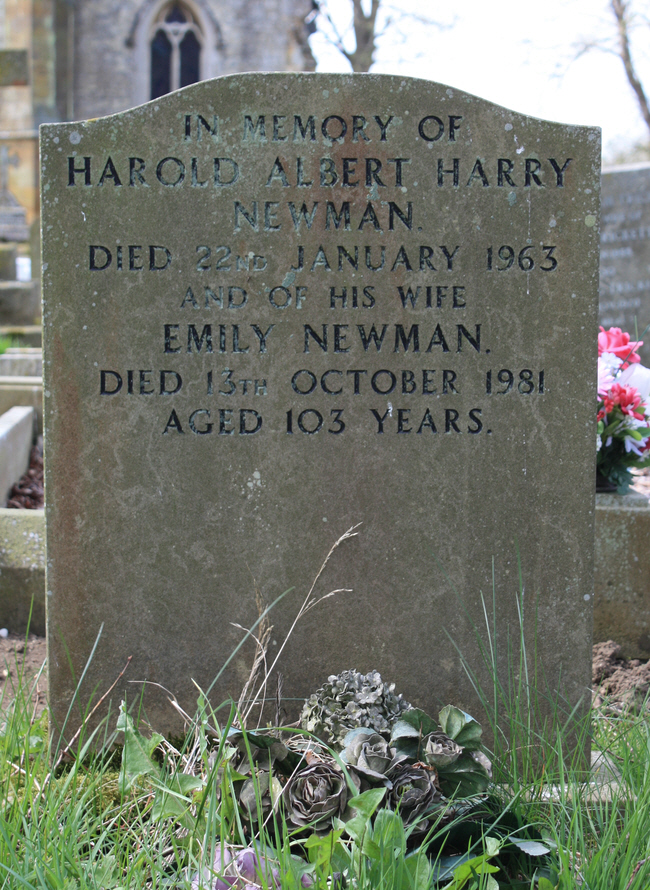 IN MEMORY OF
HAROLD ALBERT HARRY
NEWMAN.
DIED 22ND JANUARY 1963
AND OF HIS WIFE
EMILY NEWMAN.
DIED 13TH OCTOBER 1981
AGED 103 YEARS.